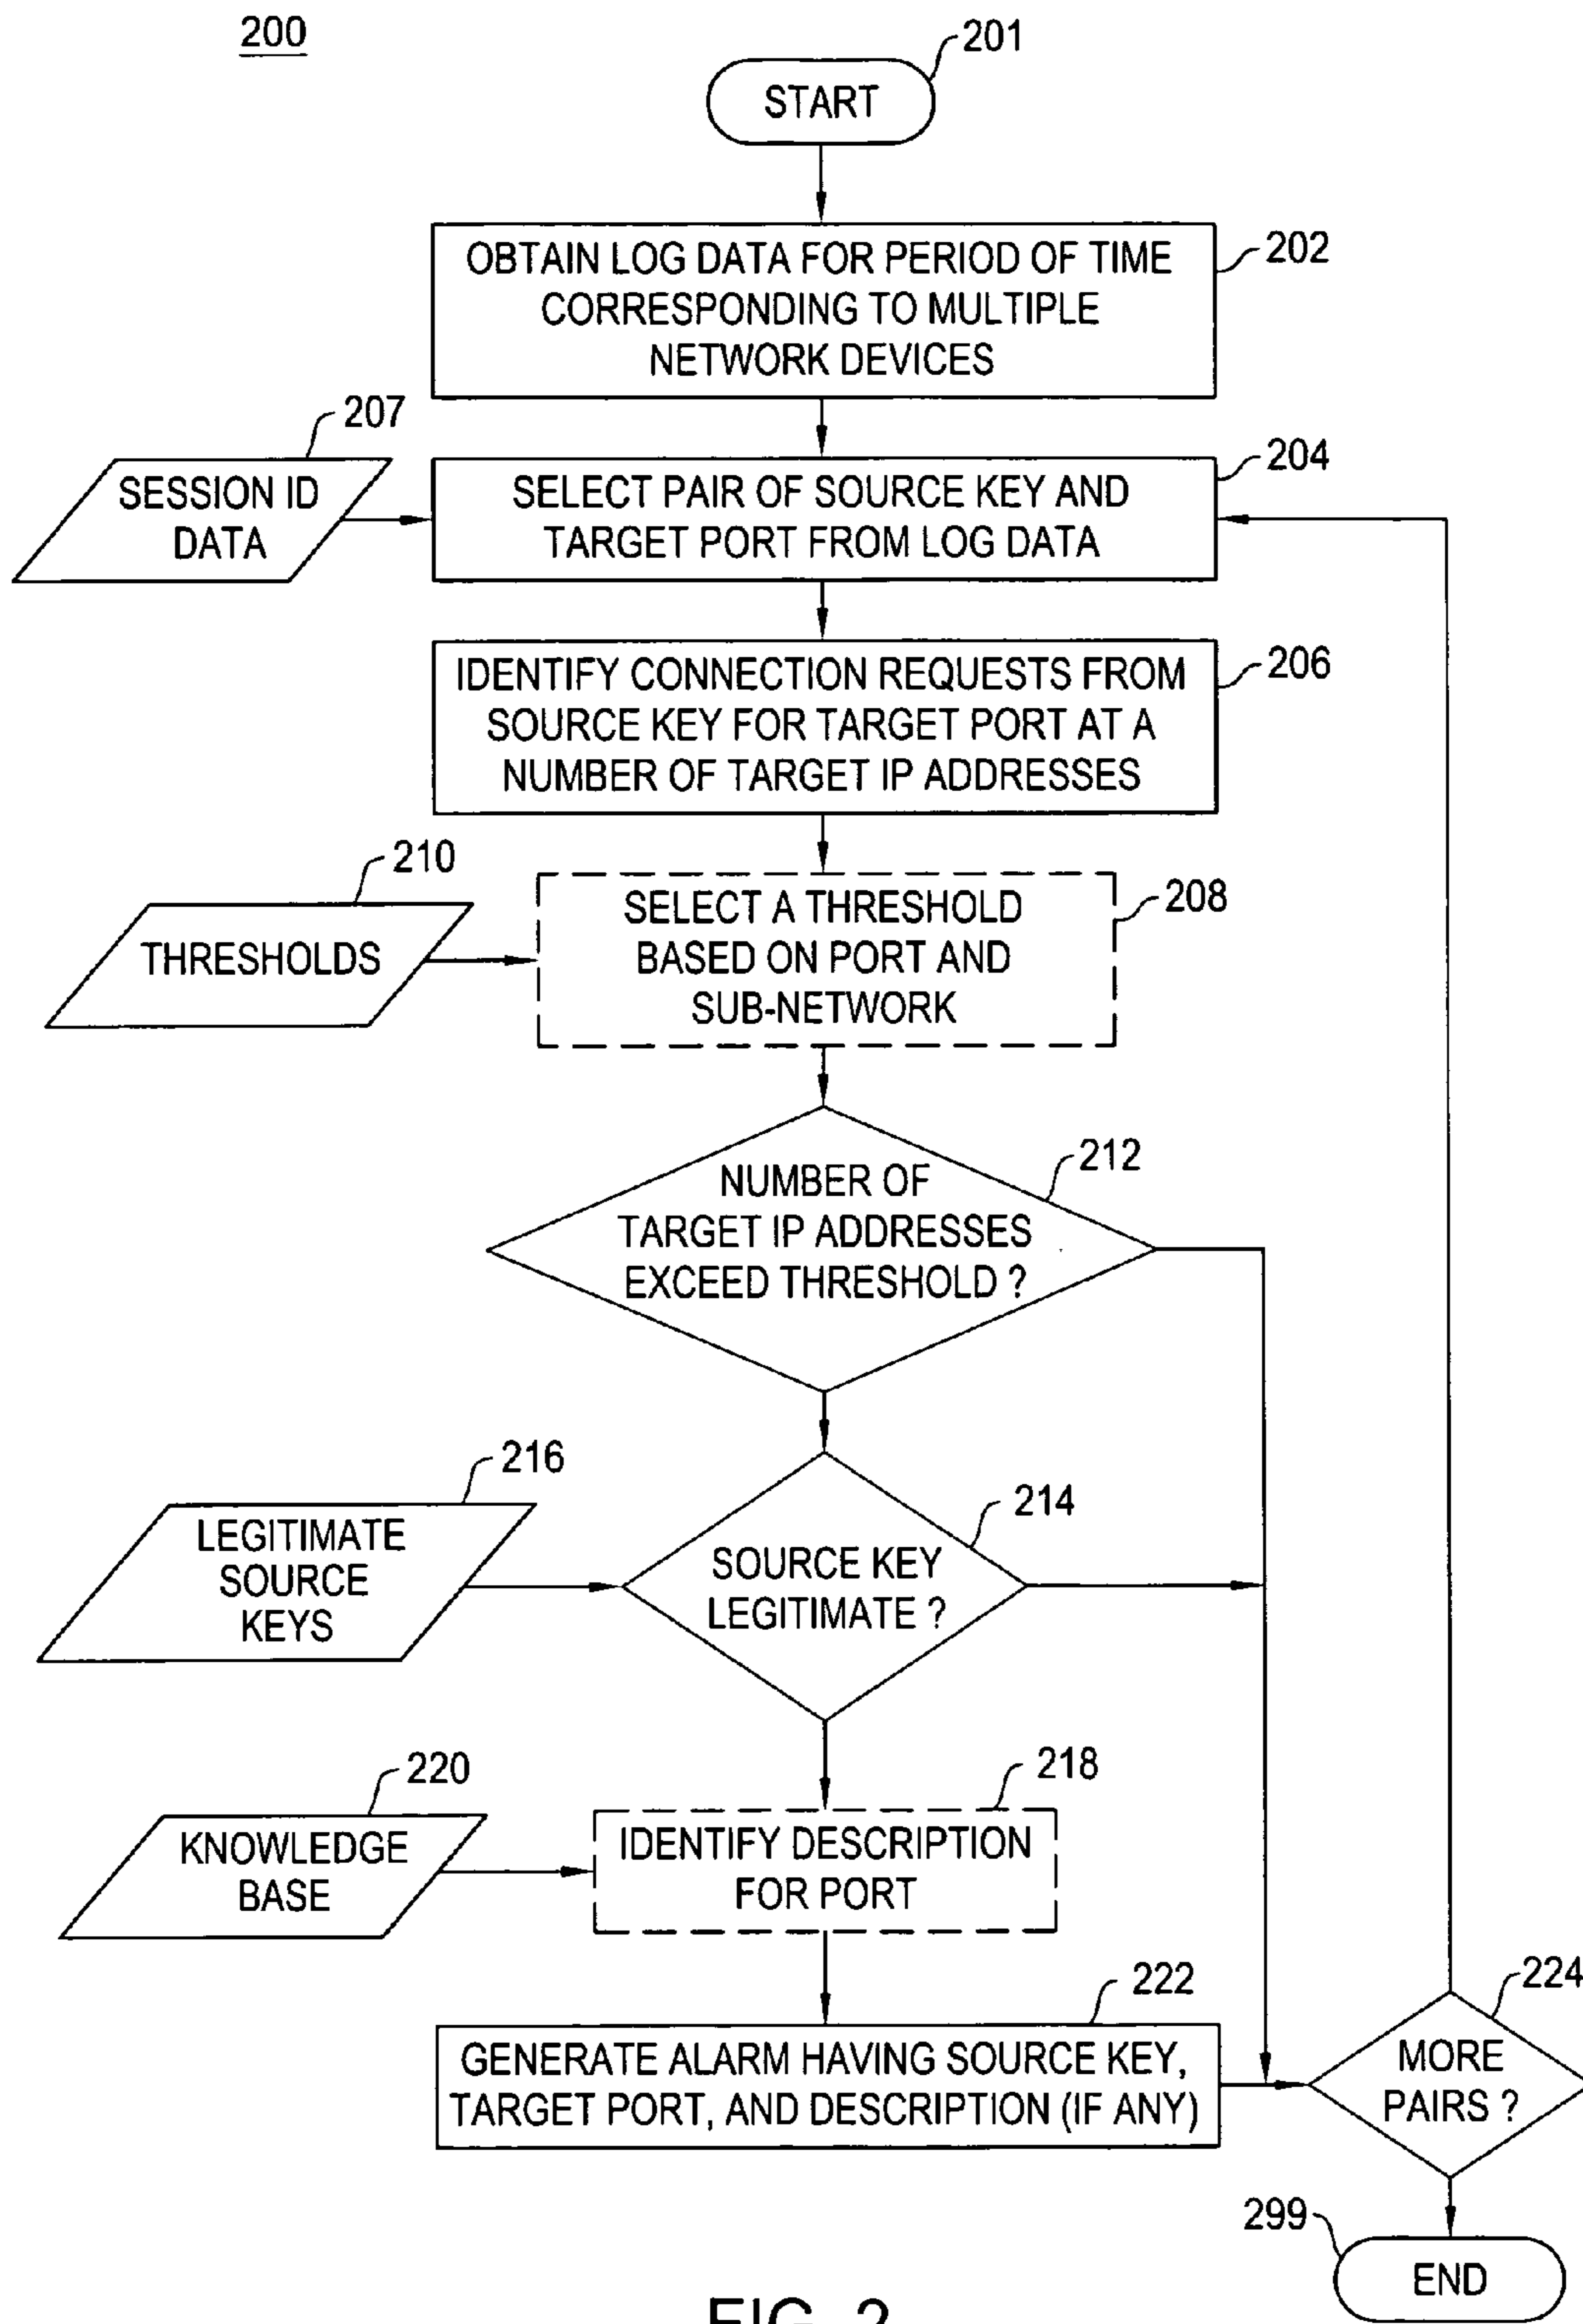 200
201
START
202
OBTAIN LOG DATA FOR PERIOD OF TIME
CORRESPONDING TO MULTIPLE
NETWORK DEVICES
207
SESSION ID
DATA
204
SELECT PAIR OF SOURCE KEY AND
TARGET PORT FROM LOG DATA
206
IDENTIFY CONNECTION REQUESTS FROM
SOURCE KEY FOR TARGET PORT AT A
NUMBER OF TARGET IP ADDRESSES
210
THRESHOLDS
208
SELECT A THRESHOLD
BASED ON PORT AND
SUB-NETWORK
212
NUMBER OF
TARGET IP ADDRESSES
EXCEED THRESHOLD ?
216
LEGITIMATE
SOURCE
KEYS
214
SOURCE KEY
LEGITIMATE ?
220
KNOWLEDGE
BASE
218
IDENTIFY DESCRIPTION
FOR PORT
222
GENERATE ALARM HAVING SOURCE KEY,
TARGET PORT, AND DESCRIPTION (IF ANY)
224
MORE
PAIRS ?
299
END
FIG. 2